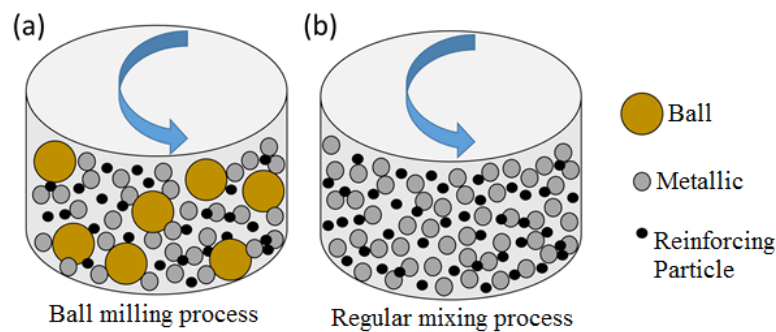 (a)
(b)
Ball
Metallic
Reinforcing
Particle
Ball milling process
Regular mixing process